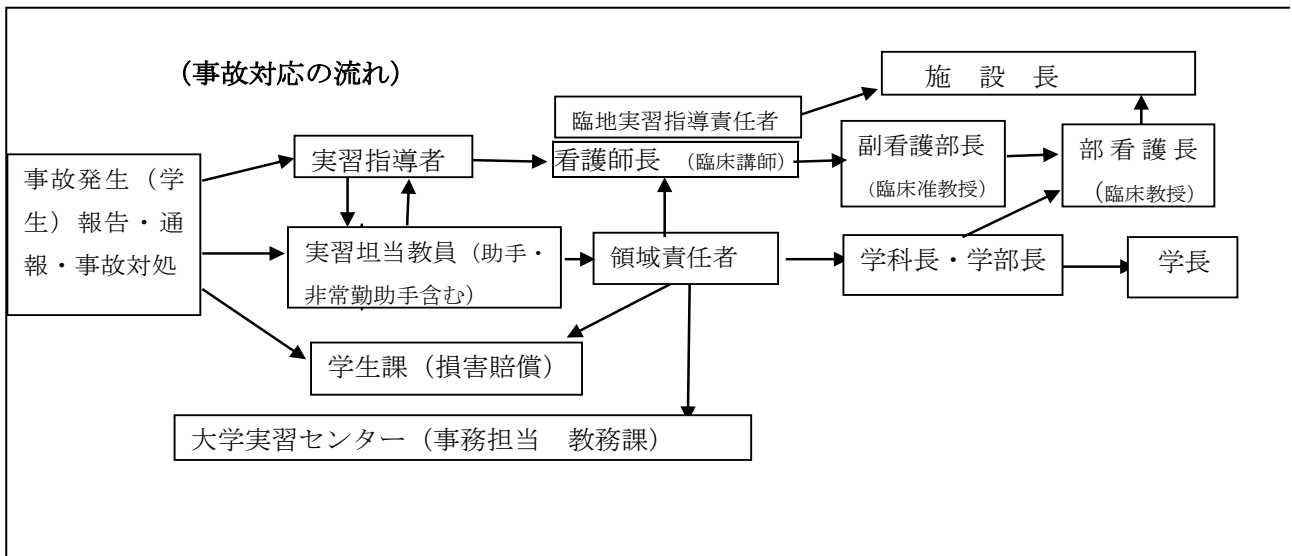 (事故対応の流れ)
施 設 長
臨地実習指導責任者
実習指導者
看護師長 (臨床講師)
副看護部長
(臨床准教授)
部看護長
(臨床教授)
事故発生(学
生)報告・通
報・事故対処
実習担当教員(助手・
非常勤助手含む)
領域責任者
学科長・学部長
学長
学生課(損害賠償)
大学実習センター(事務担当 教務課)